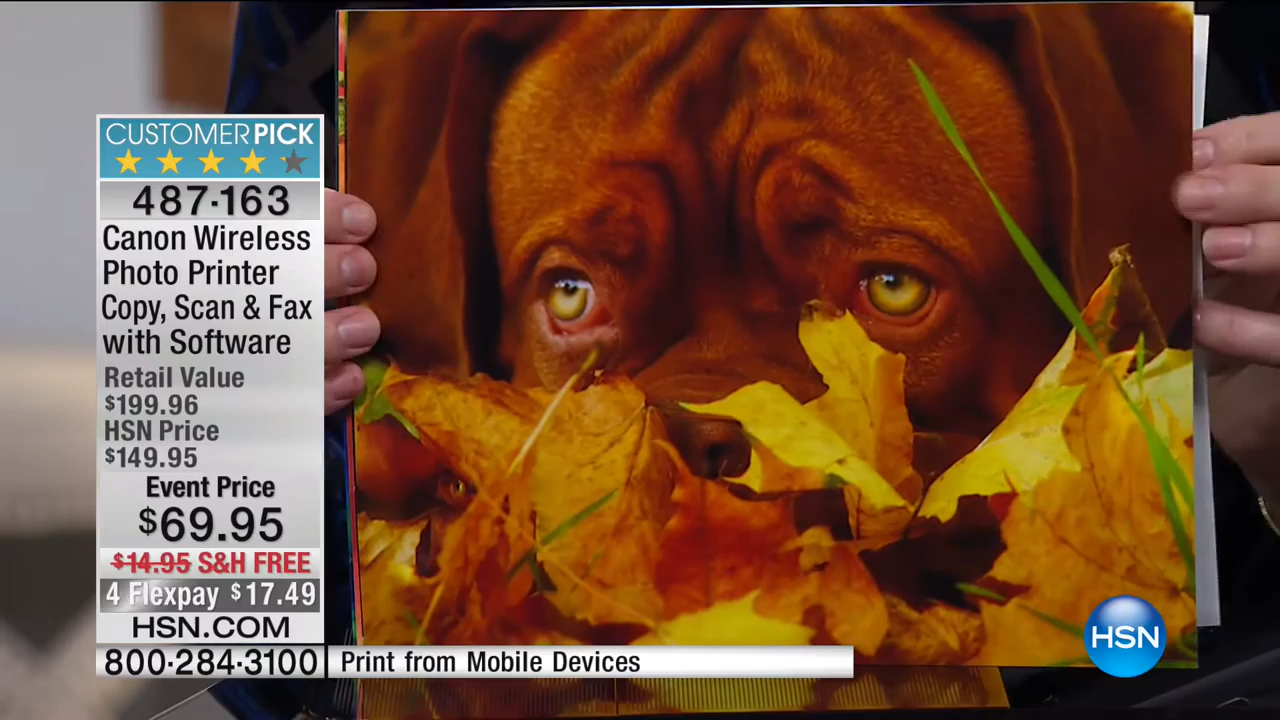 CUSTOMERPICK
487·163
Canon Wireless
Photo Printer
Copy, Scan & Fax
with Software
Retail Value
$199.96
HSN Price
$149.95
Event Price
$69.95
$14.95 S&H FREE
4 Flexpay $17.49
HSN.COM
800·284·3100
Print from Mobile Devices
HSN